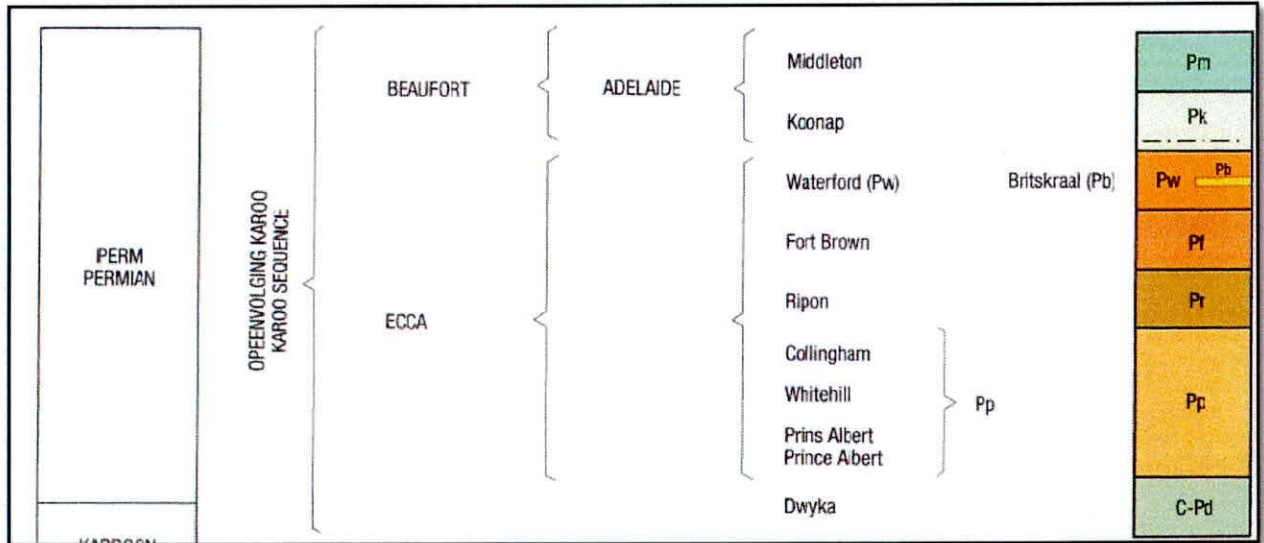 PERM
PERMIAN
KARBOON
OPEENVOLGING KAROO
KAROO SEQUENCE
BEAUFORT
ECCA
ADELAIDE
Middleton
Koonap
Waterford (Pw)
Britskraal (Pb)
Fort Brown
Ripon
Collingham
Whitehill
Prins Albert
Prince Albert
Pp
Dwyka
Pm
Pk
Pw
Pb
Pf
Pr
Pp
C-Pd